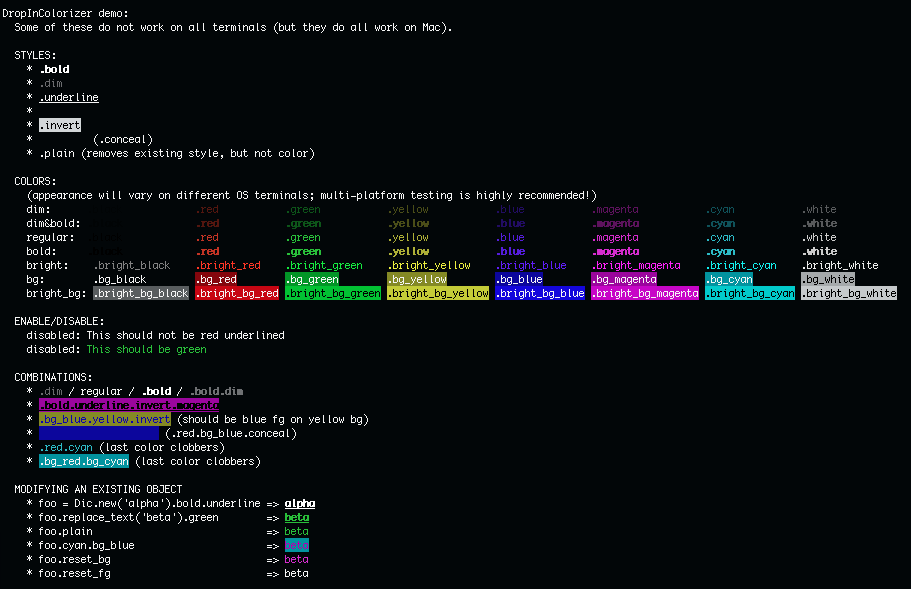 DropInColorizer demo:
Some of these do not work on all terminals (but they do all work on Mac).
STYLES:
* .bold
* .dim
* .underline
*
* .invert
* (.conceal)
* .plain (removes existing style, but not color)
COLORS:
(appearance will vary on different OS terminals; multi-platform testing is highly recommended!)
dim: .red .green .yellow .blue .magenta .cyan .white
dim&bold: .red .green .yellow .blue .magenta .cyan .white
regular: .black .red .green .yellow .blue .magenta .cyan .white
bold: .black .red .green .yellow .blue .magenta .cyan .white
bright: .bright_black .bright_red .bright_green .bright_yellow .bright_blue .bright_magenta .bright_cyan .bright_white
bg: .bg_black .bg_red .bg_green .bg_yellow .bg_blue .bg_magenta .bg_cyan .bg_white
bright_bg: .bright_bg_black .bright_bg_red .bright_bg_green .bright_bg_yellow .bright_bg_blue .bright_bg_magenta .bright_bg_cyan .bright_bg_white
ENABLE/DISABLE:
disabled: This should not be red underlined
disabled: This should be green
COMBINATIONS:
* .dim / regular / .bold / .bold.dim
* .bold.underline.invert.magenta
* .bg_blue.yellow.invert (should be blue fg on yellow bg)
* (.red.bg_blue.conceal)
* .red.cyan (last color clobbers)
* .bg_red.bg_cyan (last color clobbers)
MODIFYING AN EXISTING OBJECT
* foo = Dic.new('alpha').bold.underline => alpha
* foo.replace_text('beta').green => beta
* foo.plain => beta
* foo.cyan.bg_blue => beta
* foo.reset_bg => beta
* foo.reset_fg => beta